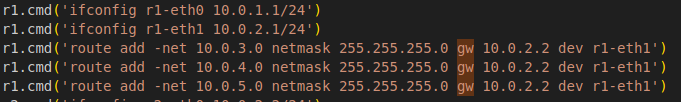 r1.cmd('ifconfig r1-eth0 10.0.1.1/24')
r1.cmd('ifconfig r1-eth1 10.0.2.1/24')
r1.cmd('route add -net 10.0.3.0 netmask 255.255.255.0 gw 10.0.2.2 dev r1-eth1')
r1.cmd('route add -net 10.0.4.0 netmask 255.255.255.0 gw 10.0.2.2 dev r1-eth1')
r1.cmd('route add -net 10.0.5.0 netmask 255.255.255.0 gw 10.0.2.2 dev r1-eth1')